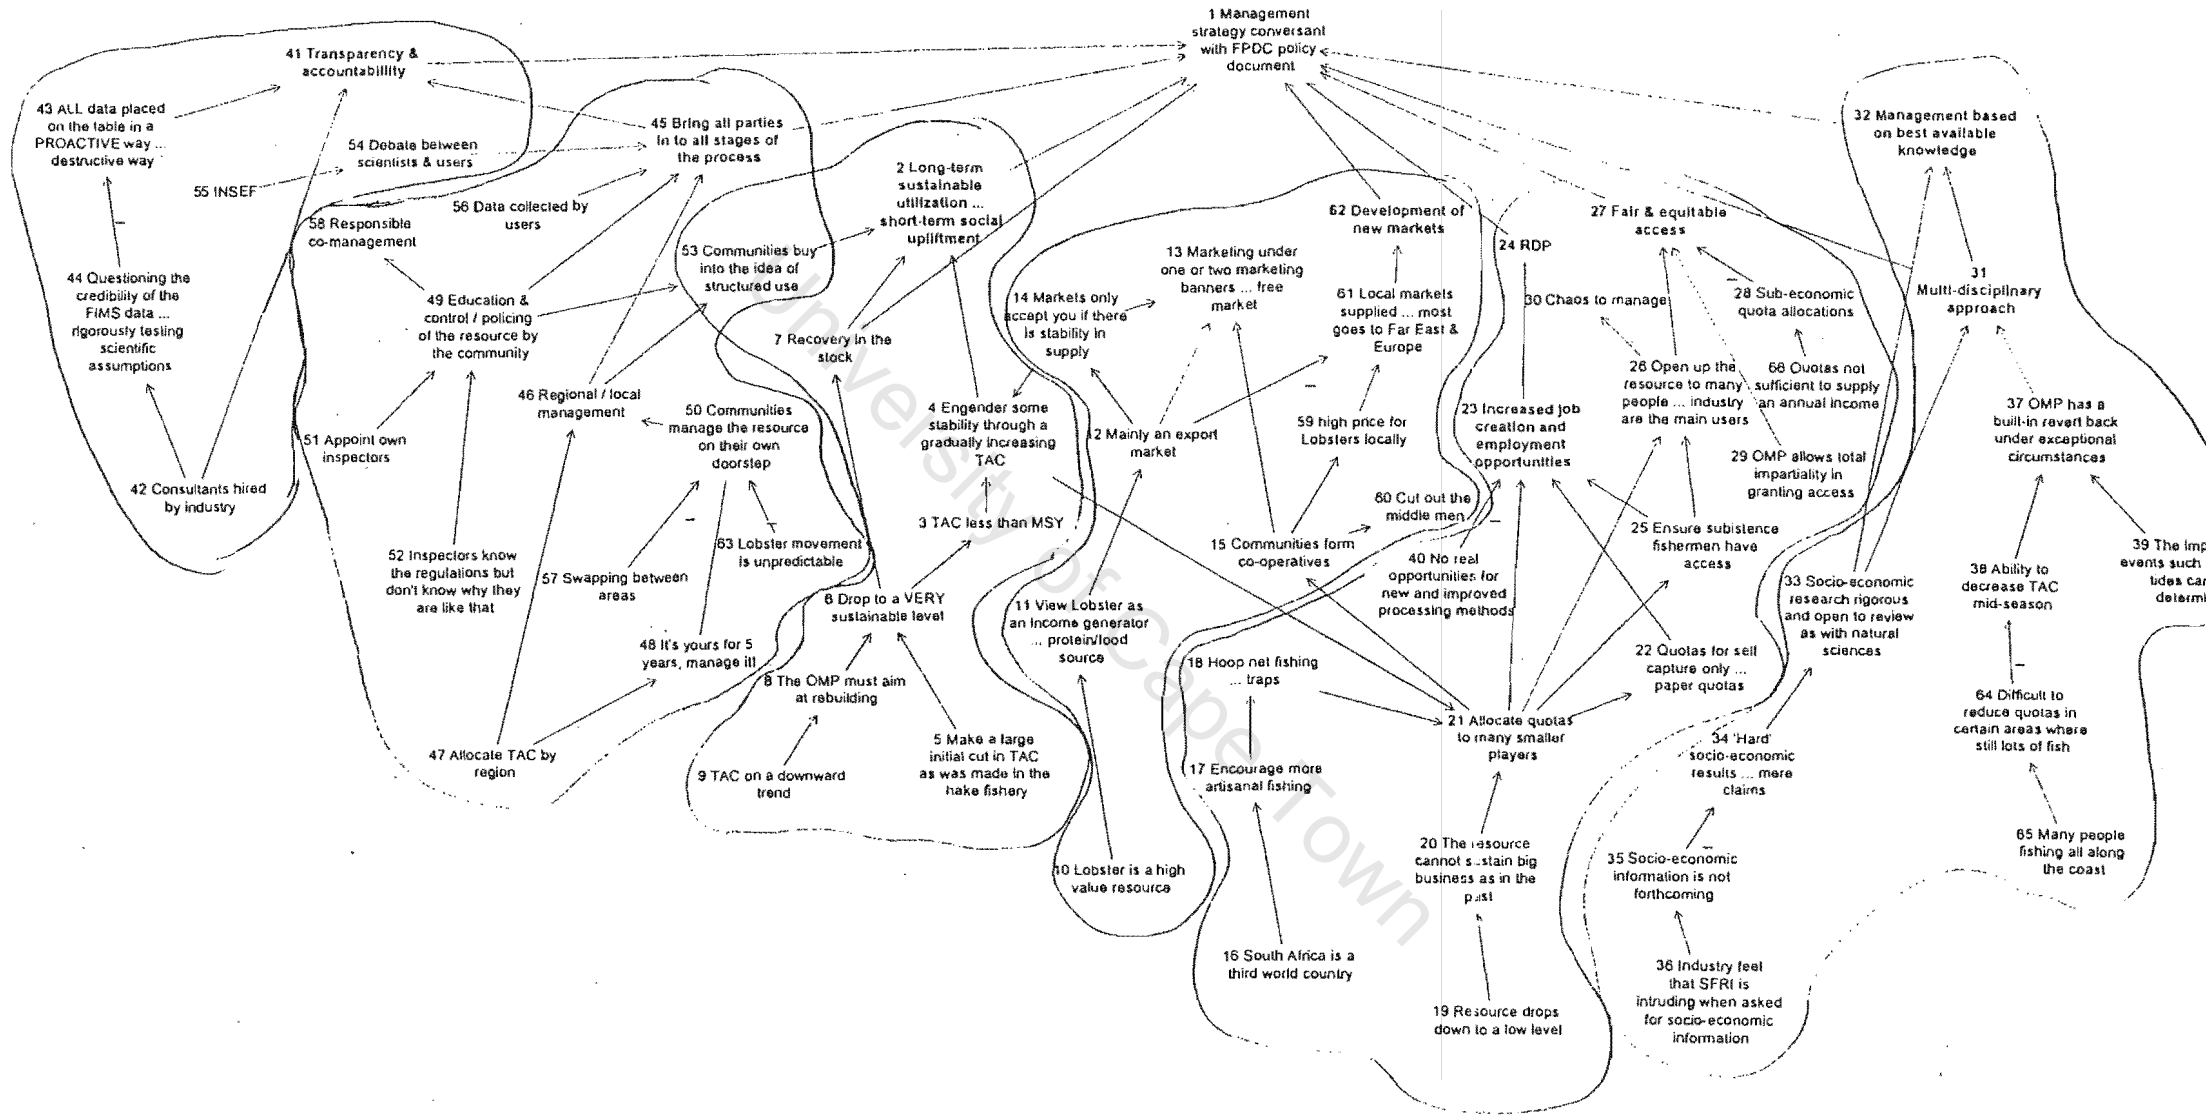 1 Management
strategy conversant
with FPDC policy
document
41 Transparency &
accountabillity
43 ALL data placed
on the table in a
PROACTIVE way ...
destructive way
54 Debate between
scientists & users
55 INSEF
45 Bring all parties
in to all stages of
the process
56 Data collected by
users
58 Responsible
co-management
44 Questioning the
credibility of the
FIMS data ...
rigorously testing
scientific
assumptions
49 Education &
control / policing
of the resource by
the community
53 Communities buy
into the idea of
structured use
46 Regional / local
management
50 Communities
manage the resource
on their own
doorstep
51 Appoint own
inspectors
42 Consultants hired
by industry
52 Inspectors know
the regulations but
don't know why they
are like that
57 Swapping between
areas
63 Lobster movement
is unpredictable
48 It's yours for 5
years, manage it!
47 Allocate TAC by
region
2 Long-term
sustainable
utilization ...
short-term social
upliftment
7 Recovery in the
stock
4 Engender some
stability through a
gradually increasing
TAC
3 TAC less than MSY
6 Drop to a VERY
sustainable level
8 The OMP must aim
at rebuilding
9 TAC on a downward
trend
5 Make a large
initial cut in TAC
as was made in the
hake fishery
13 Marketing under
one or two marketing
banners ... free
market
14 Markets only
accept you if there
is stability in
supply
12 Mainly an export
market
11 View Lobster as
an income generator
... protein/food
source
10 Lobster is a high
value resource
62 Development of
new markets
61 Local markets
supplied ... most
goes to Far East &
Europe
59 high price for
Lobsters locally
60 Cut out the
middle men
15 Communities form
co-operatives
18 Hoop net fishing
... traps
17 Encourage more
artisanal fishing
16 South Africa is a
third world country
24 RDP
23 Increased job
creation and
employment
opportunities
40 No real
opportunities for
new and improved
processing methods
21 Allocate quotas
to many smaller
players
20 The resource
cannot sustain big
business as in the
past
19 Resource drops
down to a low level
27 Fair & equitable
access
30 Chaos to manage
28 Sub-economic
quota allocations
26 Open up the
resource to many
people ... industry
are the main users
68 Quotas not
sufficient to supply
an annual income
29 OMP allows total
impartiality in
granting access
25 Ensure subistence
fishermen have
access
22 Quotas for self
capture only ...
paper quotas
32 Management based
on best available
knowledge
31
Multi-disciplinary
approach
33 Socio-economic
research rigorous
and open to review
as with natural
sciences
34 'Hard'
socio-economic
results ... mere
claims
35 Socio-economic
information is not
forthcoming
36 Industry feel
that SFRI is
intruding when asked
for socio-economic
information
37 OMP has a
built-in revert back
under exceptional
circumstances
38 Ability to
decrease TAC
mid-season
39 The
events such
tides
64 Difficult to
reduce quotas in
certain areas where
still lots of fish
65 Many people
fishing all along
the coast
University of Cape Town